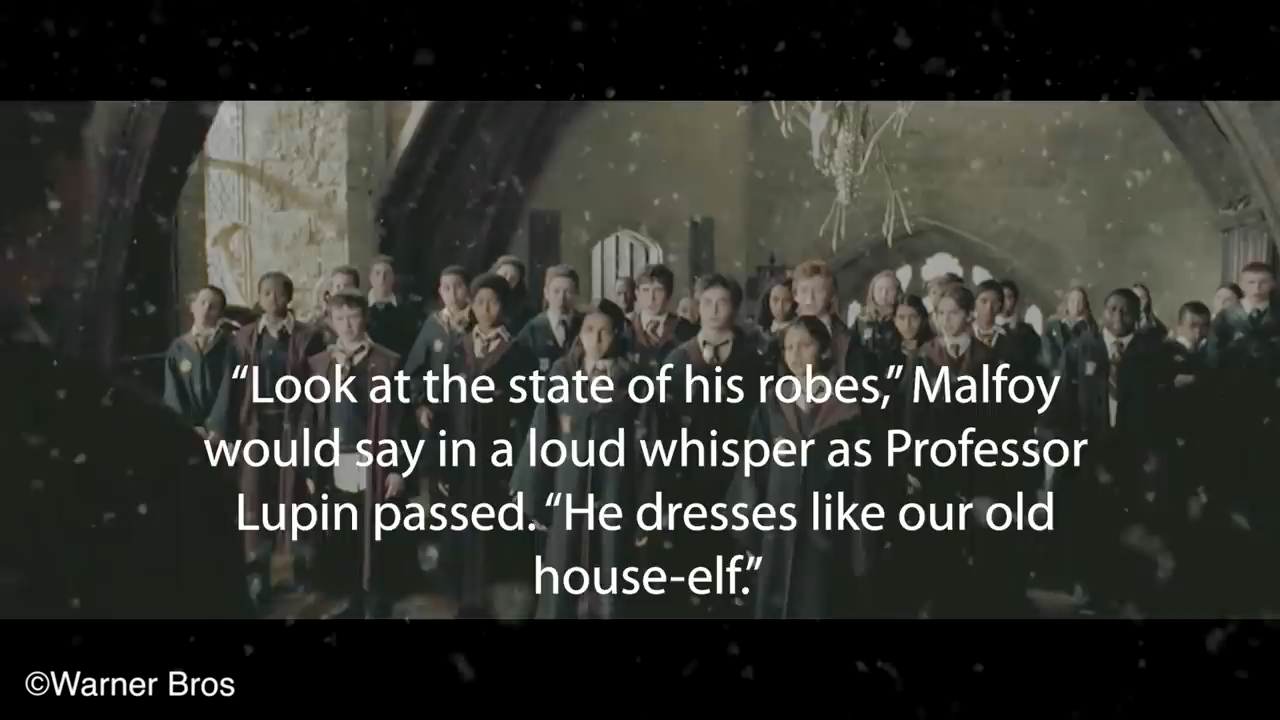 “Look at the state of his robes,” Malfoy
would say in a loud whisper as Professor
Lupin passed. “He dresses like our old
house-elf.”
©Warner Bros